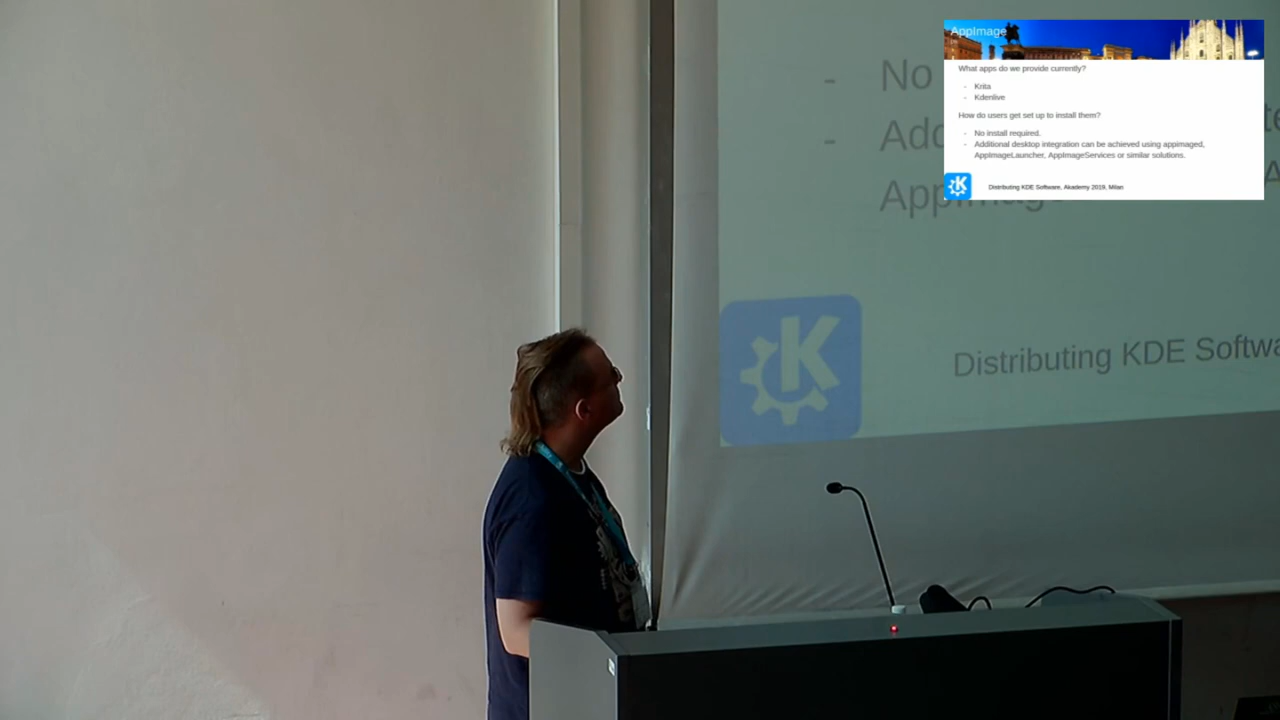 AppImage
What apps do we provide currently?
- Krita
- Kdenlive
How do users get set up to install them?
- No install required.
- Additional desktop integration can be achieved using appimaged,
AppImageLauncher, AppImageServices or similar solutions.
K
Distributing KDE Software, Akademy 2019, Milan
- No
- Add
AppImage
K
Distributing KDE Softwa